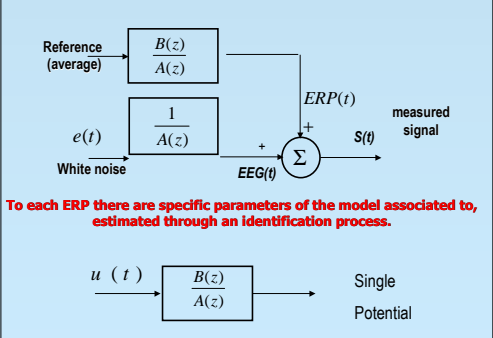 Reference
(average)
B(z)
A(z)
ERP(t)
+
measured
signal
1
A(z)
e(t)
White noise
+
EEG(t)
Σ
S(t)
To each ERP there are specific parameters of the model associated to,
estimated through an identification process.
u (t)
B(z)
A(z)
Single
Potential